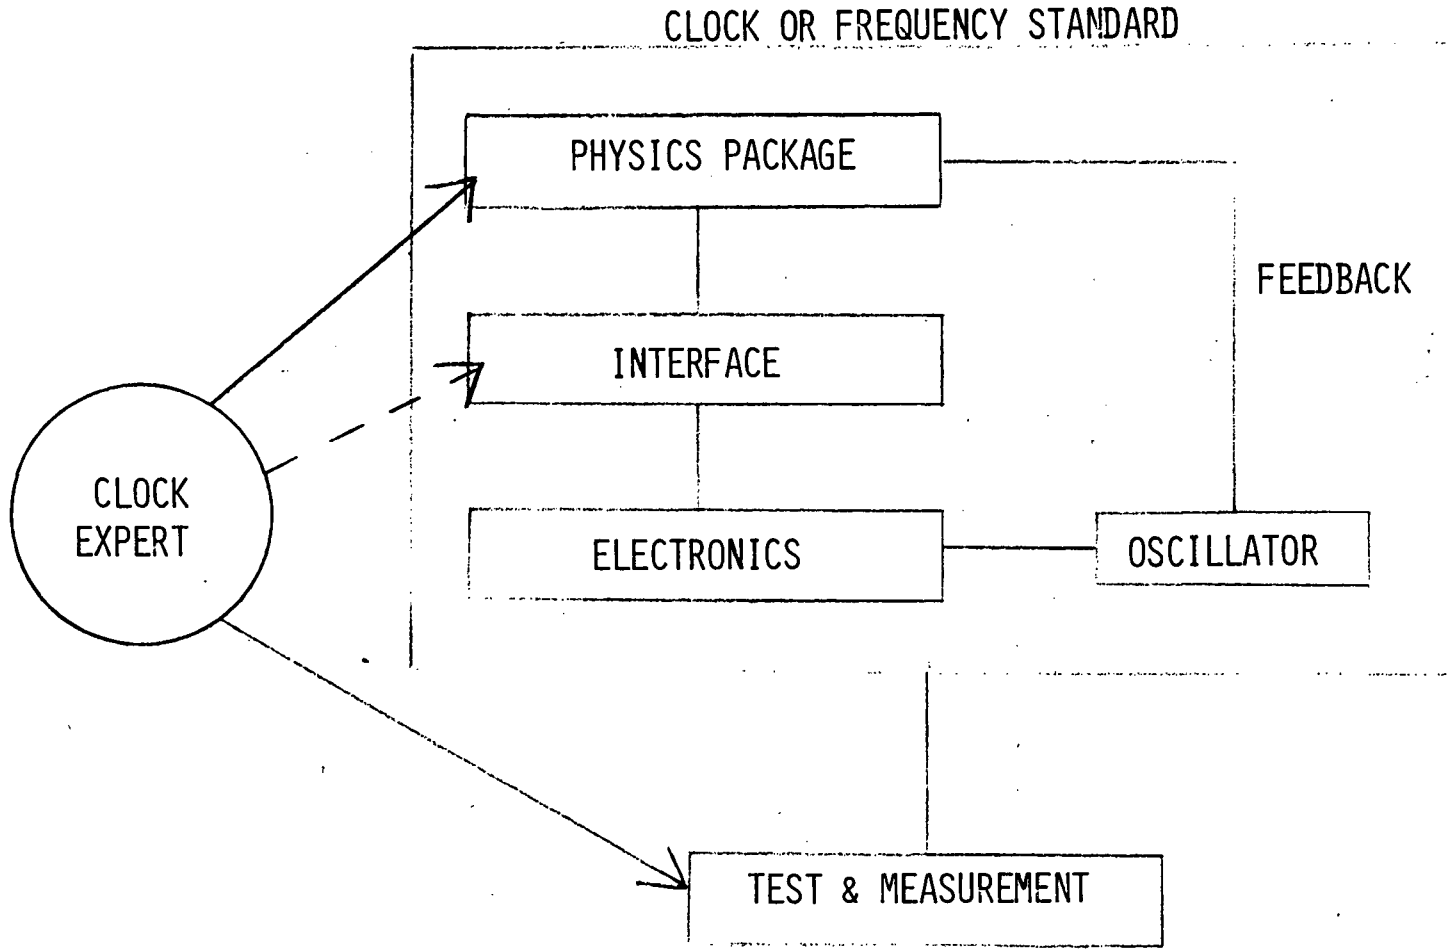 CLOCK OR FREQUENCY STANDARD
PHYSICS PACKAGE
FEEDBACK
INTERFACE
CLOCK
EXPERT
ELECTRONICS
OSCILLATOR
TEST & MEASUREMENT